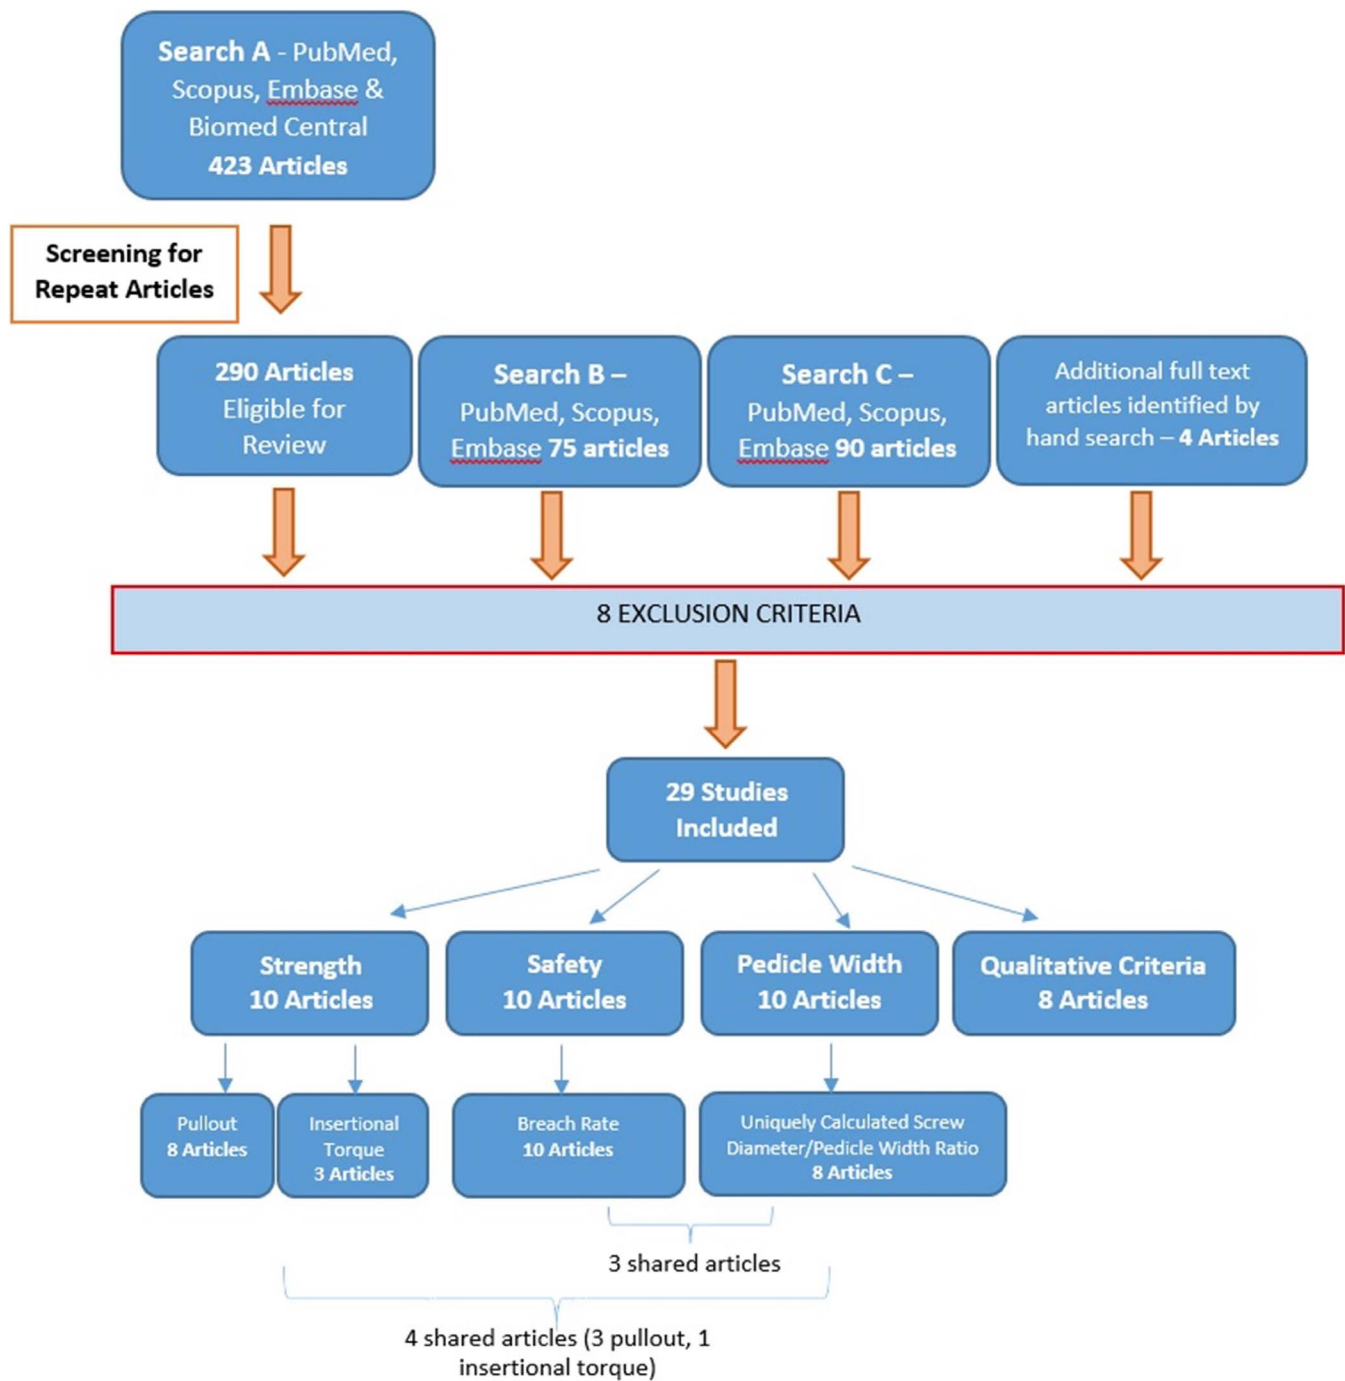 Search A - PubMed,
Scopus, Embase &
Biomed Central
423 Articles
Screening for
Repeat Articles
290 Articles
Eligible for
Review
Search B –
PubMed, Scopus,
Embase 75 articles
Search C –
PubMed, Scopus,
Embase 90 articles
Additional full text
articles identified by
hand search – 4 Articles
8 EXCLUSION CRITERIA
29 Studies
Included
Strength
10 Articles
Safety
10 Articles
Pedicle Width
10 Articles
Qualitative Criteria
8 Articles
Pullout
8 Articles
Insertional
Torque
3 Articles
Breach Rate
10 Articles
Uniquely Calculated Screw
Diameter/Pedicle Width Ratio
8 Articles
3 shared articles
4 shared articles (3 pullout, 1
insertional torque)